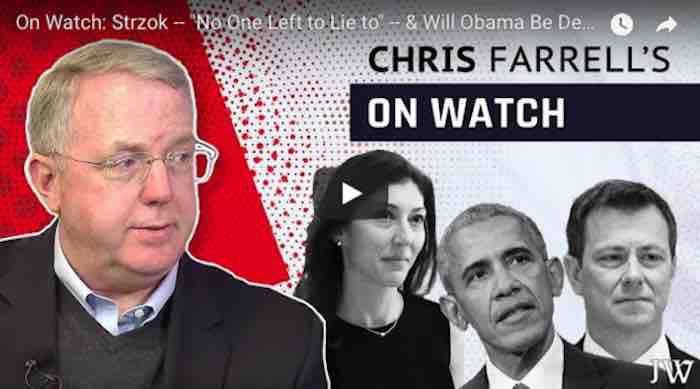 On Watch: Strzok -- "No One Left to Lie to" -- & Will Obama Be De...
CHRIS FARRELL'S
ON WATCH
JW